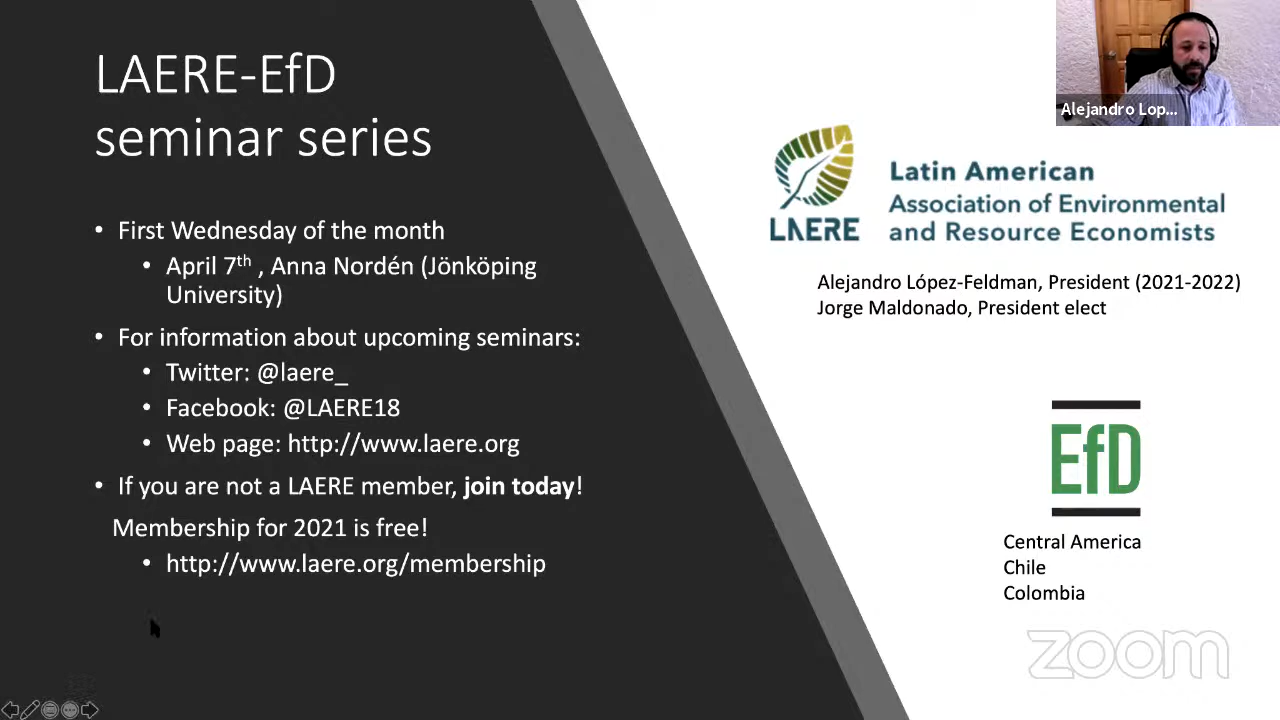 LAERE-EfD
seminar series
• First Wednesday of the month
• April 7th , Anna Nordén (Jönköping
University)
• For information about upcoming seminars:
• Twitter: @laere_
• Facebook: @LAERE18
• Web page: http://www.laere.org
• If you are not a LAERE member, join today!
Membership for 2021 is free!
• http://www.laere.org/membership
Alejandro Lop...
LAERE
Latin American
Association of Environmental
and Resource Economists
Alejandro López-Feldman, President (2021-2022)
Jorge Maldonado, President elect
EfD
Central America
Chile
Colombia
zoom